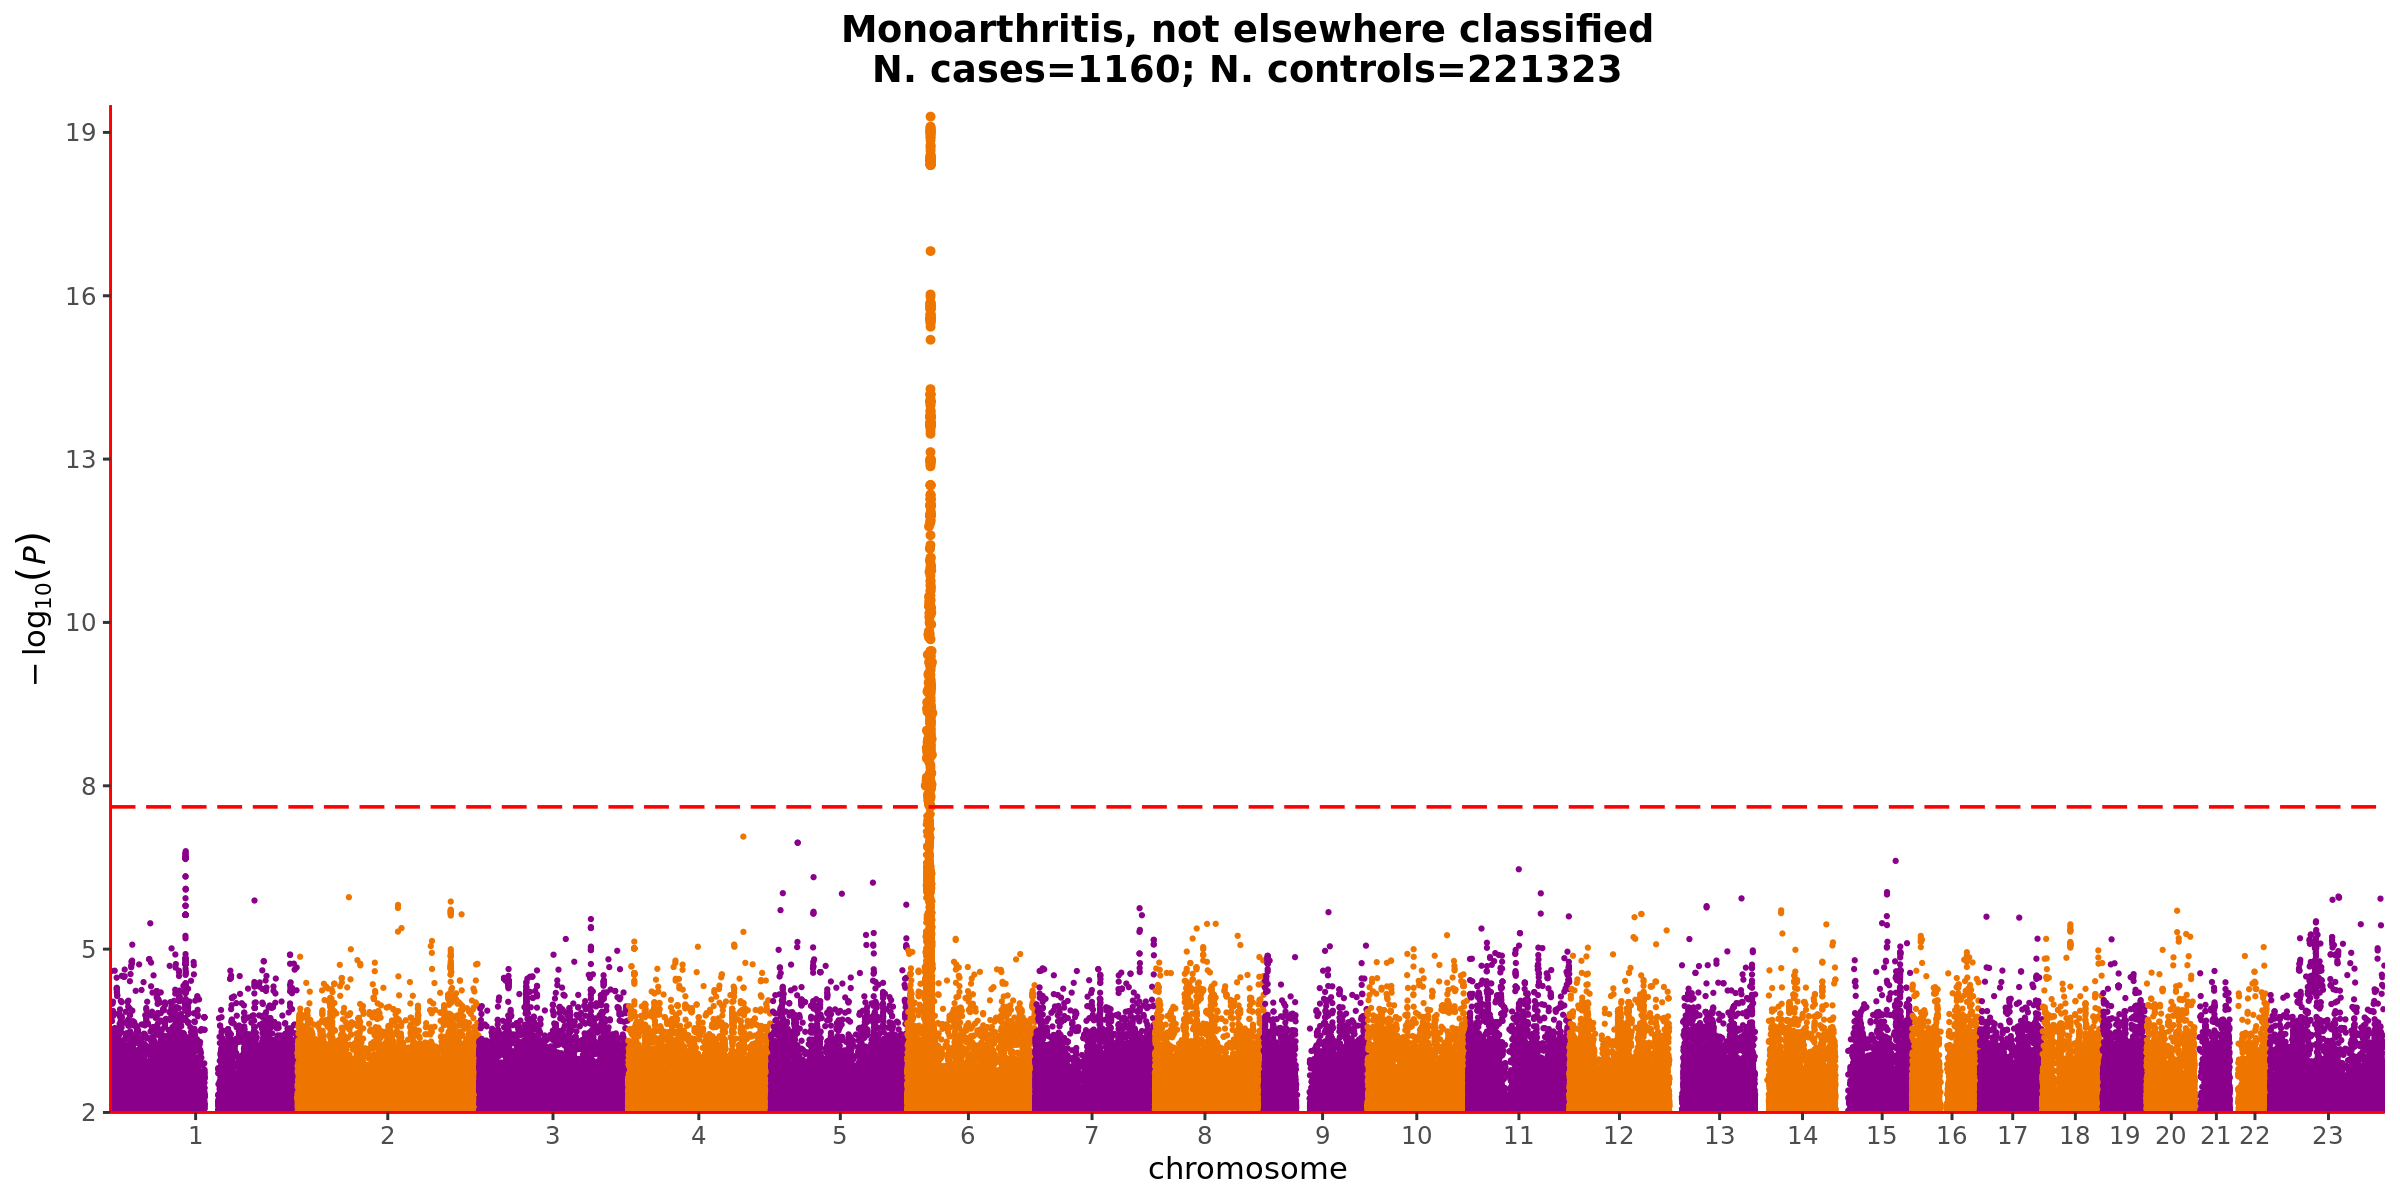 Monoarthritis, not elsewhere classified
N. cases=1160; N. controls=221323
19
16
13
10
8
5
2
−log10(P)
1 2 3 4 5 6 7 8 9 10 11 12 13 14 15 16 17 18 19 20 21 22 23
chromosome